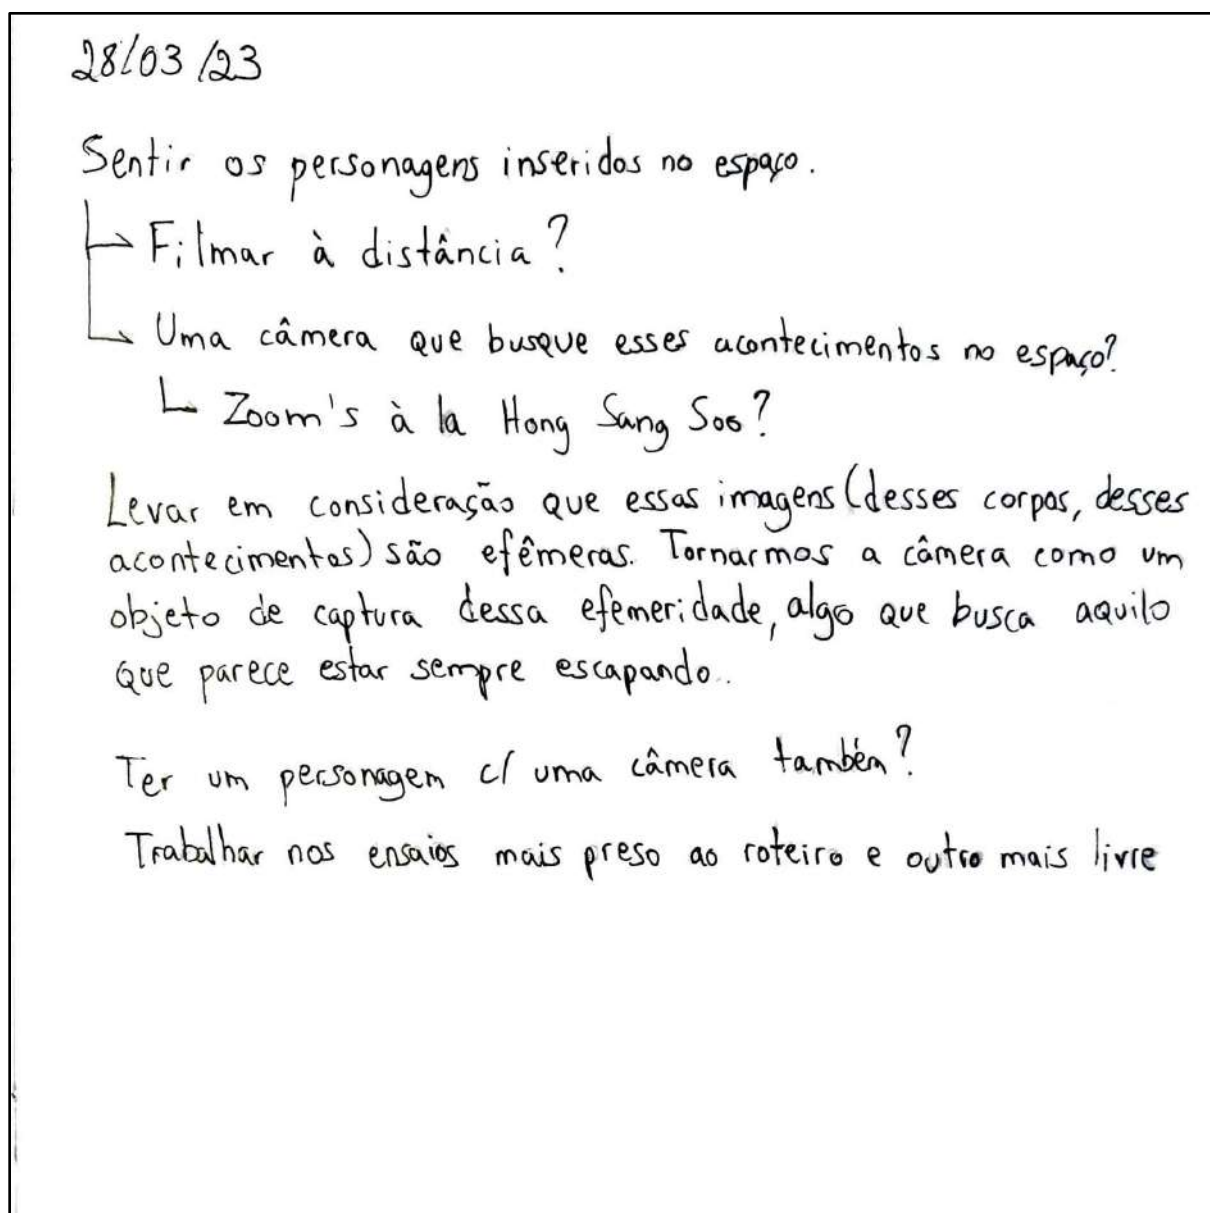 28/03/23
Sentir os personagens inseridos no espaço.
Filmar à distância?
Uma câmera que busque esses acontecimentos no espaço?
Zoom's à la Hong Sang Soo?
Levar em consideração que essas imagens (desses corpos, desses
acontecimentos) são efêmeras. Tornarmos a câmera como um
objeto de captura dessa efemeridade, algo que busca aquilo
que parece estar sempre escapando..
Ter um personagem c/ uma câmera também?
Trabalhar nos ensaios mais preso ao roteiro e outro mais livre